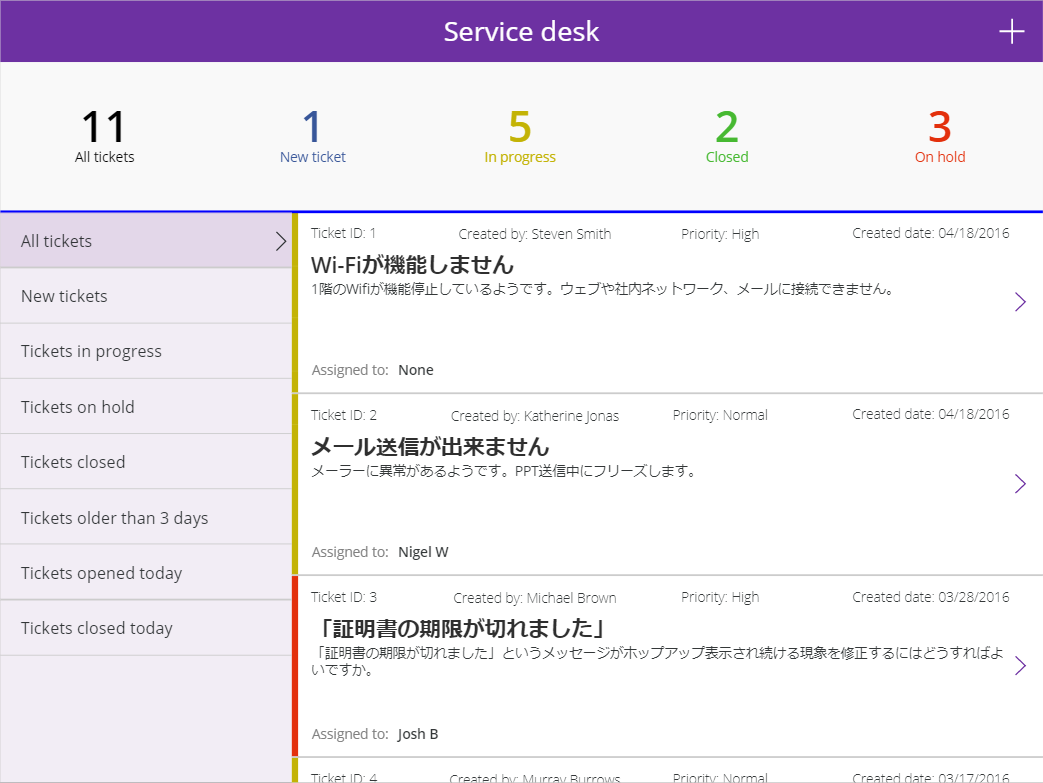 Service desk
11
All tickets
1
New ticket
5
In progress
2
Closed
3
On hold
All tickets
New tickets
Tickets in progress
Tickets on hold
Tickets closed
Tickets older than 3 days
Tickets opened today
Tickets closed today
Ticket ID: 1 Created by: Steven Smith Priority: High Created date: 04/18/2016
Wi-Fiが機能しません
1階のWifiが機能停止しているようです。ウェブや社内ネットワーク、メールに接続できません。
Assigned to: None
Ticket ID: 2 Created by: Katherine Jonas Priority: Normal Created date: 04/18/2016
メール送信が出来ません
メーラーに異常があるようです。PPT送信中にフリーズします。
Assigned to: Nigel W
Ticket ID: 3 Created by: Michael Brown Priority: High Created date: 03/28/2016
「証明書の期限が切れました」
「証明書の期限が切れました」というメッセージがホップアップ表示され続ける現象を修正するにはどうすればよ
いですか。
Assigned to: Josh B
Ticket ID: 4 Created by: Murray Burrows Priority: Normal Created date: 03/17/2016